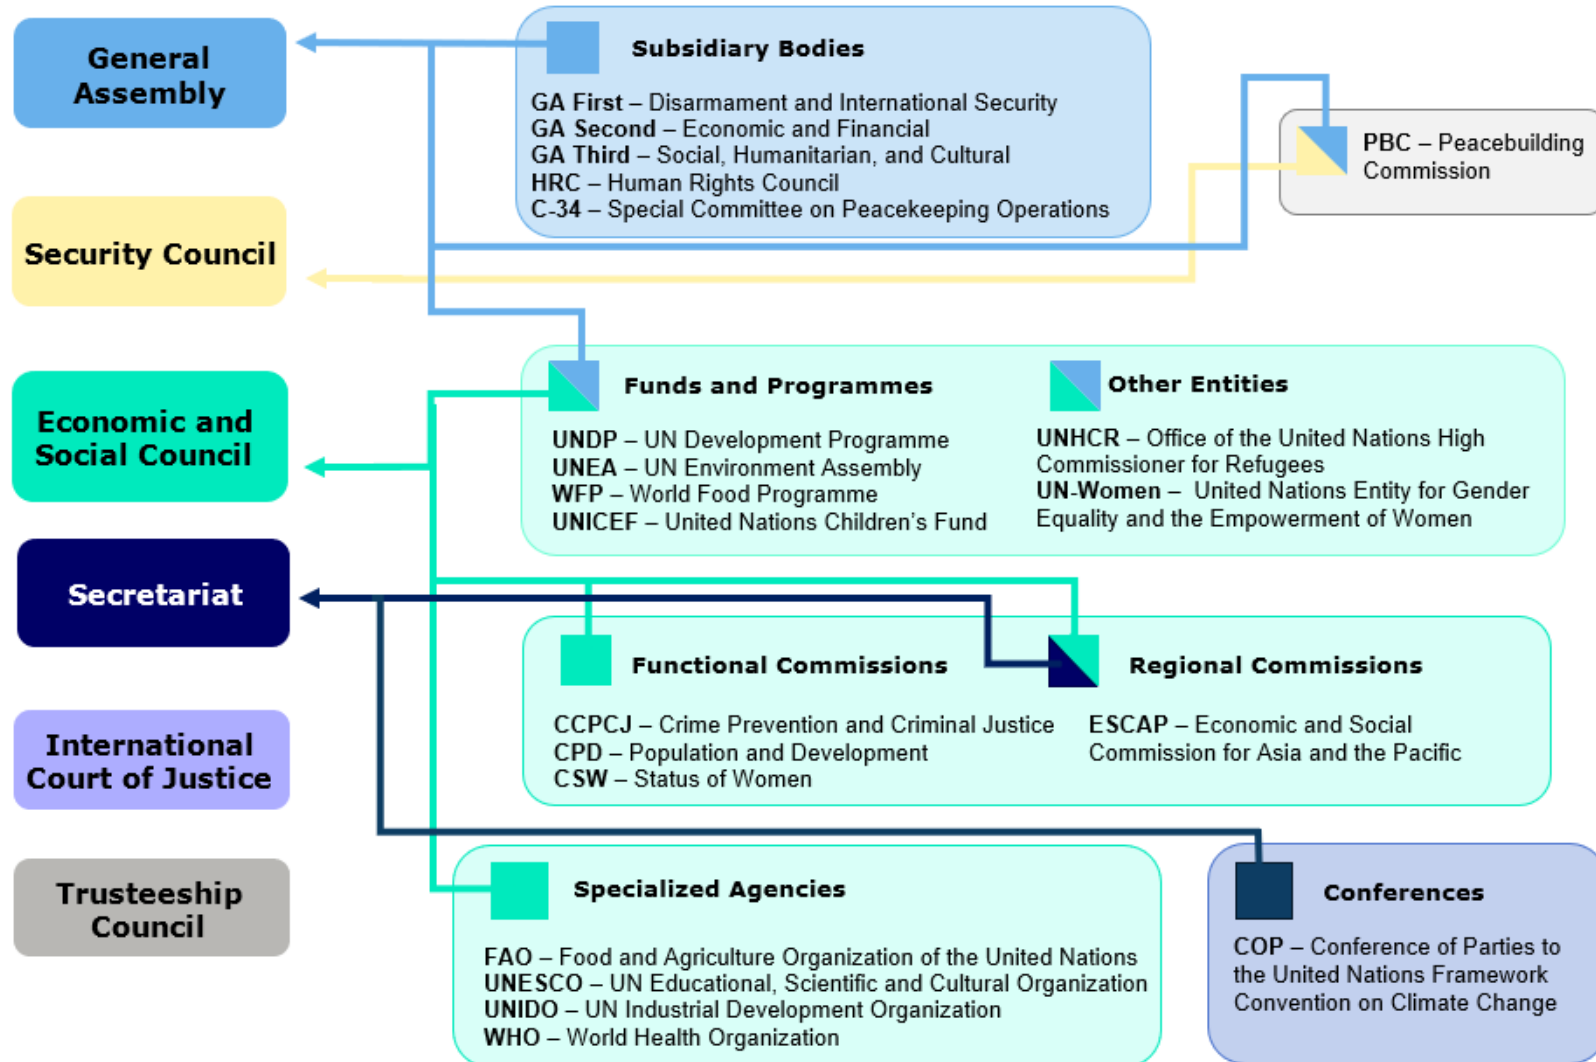 General
Assembly
Subsidiary Bodies
GA First – Disarmament and International Security
GA Second – Economic and Financial
GA Third – Social, Humanitarian, and Cultural
HRC – Human Rights Council
C-34 – Special Committee on Peacekeeping Operations
PBC – Peacebuilding
Commission
Security Council
Economic and
Social Council
Funds and Programmes
UNDP – UN Development Programme
UNEA – UN Environment Assembly
WFP – World Food Programme
UNICEF – United Nations Children's Fund
Other Entities
UNHCR – Office of the United Nations High
Commissioner for Refugees
UN-Women – United Nations Entity for Gender
Equality and the Empowerment of Women
Secretariat
Functional Commissions
CCPCJ – Crime Prevention and Criminal Justice
CPD – Population and Development
CSW – Status of Women
Regional Commissions
ESCAP – Economic and Social
Commission for Asia and the Pacific
International
Court of Justice
Trusteeship
Council
Specialized Agencies
FAO – Food and Agriculture Organization of the United Nations
UNESCO – UN Educational, Scientific and Cultural Organization
UNIDO – UN Industrial Development Organization
WHO – World Health Organization
Conferences
COP – Conference of Parties to
the United Nations Framework
Convention on Climate Change